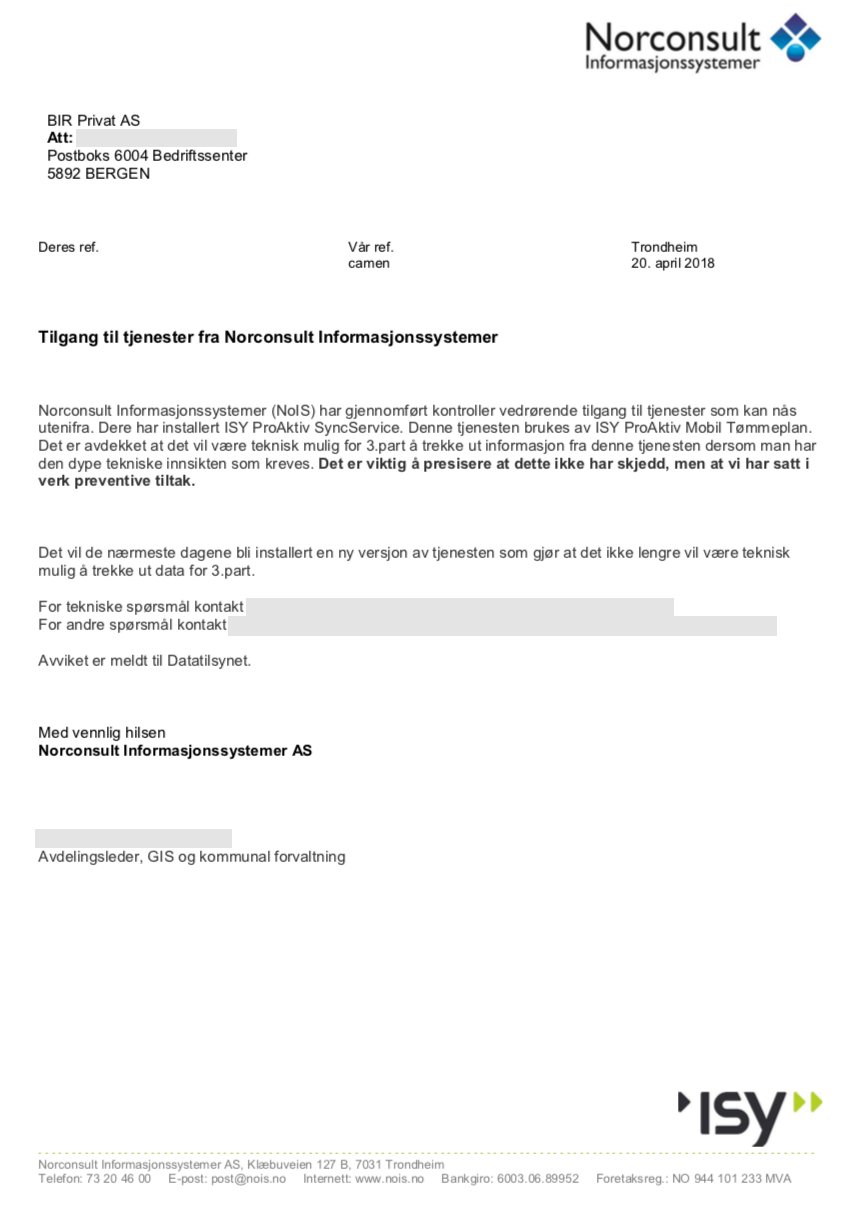 Norconsult
Informasjonssystemer
BIR Privat AS
Att:
Postboks 6004 Bedriftssenter
5892 BERGEN
Deres ref. Vår ref. Trondheim
camen 20. april 2018
Tilgang til tjenester fra Norconsult Informasjonssystemer
Norconsult Informasjonssystemer (NoIS) har gjennomført kontroller vedrørende tilgang til tjenester som kan nås
utenifra. Dere har installert ISY ProAktiv SyncService. Denne tjenesten brukes av ISY ProAktiv Mobil Tømmeplan.
Det er avdekket at det vil være teknisk mulig for 3.part å trekke ut informasjon fra denne tjenesten dersom man har
den dype tekniske innsikten som kreves. Det er viktig å presisere at dette ikke har skjedd, men at vi har satt i
verk preventive tiltak.
Det vil de nærmeste dagene bli installert en ny versjon av tjenesten som gjør at det ikke lengre vil være teknisk
mulig å trekke ut data for 3.part.
For tekniske spørsmål kontakt
For andre spørsmål kontakt
Avviket er meldt til Datatilsynet.
Med vennlig hilsen
Norconsult Informasjonssystemer AS
Avdelingsleder, GIS og kommunal forvaltning
ISY
Norconsult Informasjonssystemer AS, Klæbuveien 127 B, 7031 Trondheim
Telefon: 73 20 46 00 E-post: post@nois.no Internett: www.nois.no Bankgiro: 6003.06.89952 Foretaksreg.: NO 944 101 233 MVA